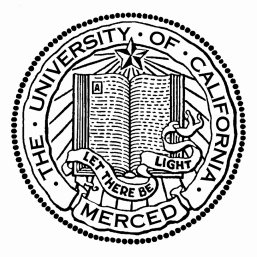 · THE · UNIVERSITY · OF · CALIFORNIA ·
A
LET THERE BE LIGHT
MERCED